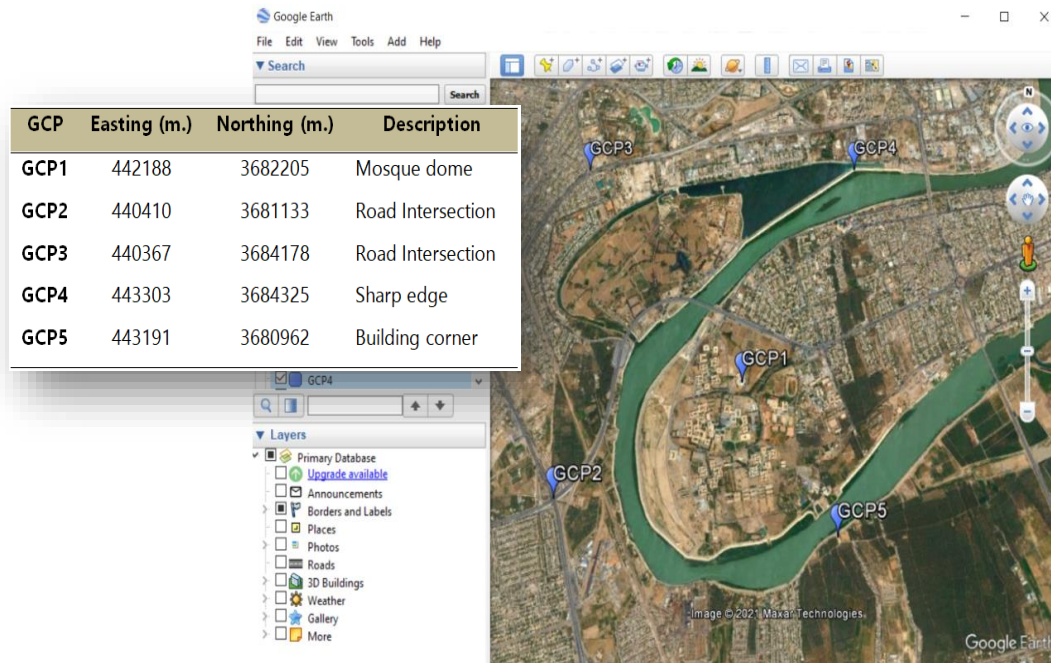 Google Earth
File Edit View Tools Add Help
Search
Search
GCP Easting (m.) Northing (m.) Description
GCP1 442188 3682205 Mosque dome
GCP2 440410 3681133 Road Intersection
GCP3 440367 3684178 Road Intersection
GCP4 443303 3684325 Sharp edge
GCP5 443191 3680962 Building corner
GCP4
Layers
Primary Database
Upgrade available
Announcements
Borders and Labels
Places
Photos
Roads
3D Buildings
Weather
Gallery
More
N
GCP3
GCP4
GCP1
GCP2
GCP5
Image © 2021 Maxar Technologies
Google Earth